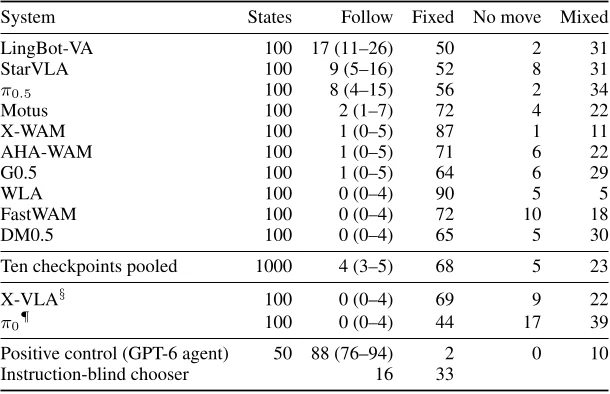 System States Follow Fixed No move Mixed
LingBot-VA 100 17 (11–26) 50 2 31
StarVLA 100 9 (5–16) 52 8 31
π0.5 100 8 (4–15) 56 2 34
Motus 100 2 (1–7) 72 4 22
X-WAM 100 1 (0–5) 87 1 11
AHA-WAM 100 1 (0–5) 71 6 22
G0.5 100 1 (0–5) 64 6 29
WLA 100 0 (0–4) 90 5 5
FastWAM 100 0 (0–4) 72 10 18
DM0.5 100 0 (0–4) 65 5 30
Ten checkpoints pooled 1000 4 (3–5) 68 5 23
X-VLA§ 100 0 (0–4) 69 9 22
π0¶ 100 0 (0–4) 44 17 39
Positive control (GPT-6 agent) 50 88 (76–94) 2 0 10
Instruction-blind chooser 16 33